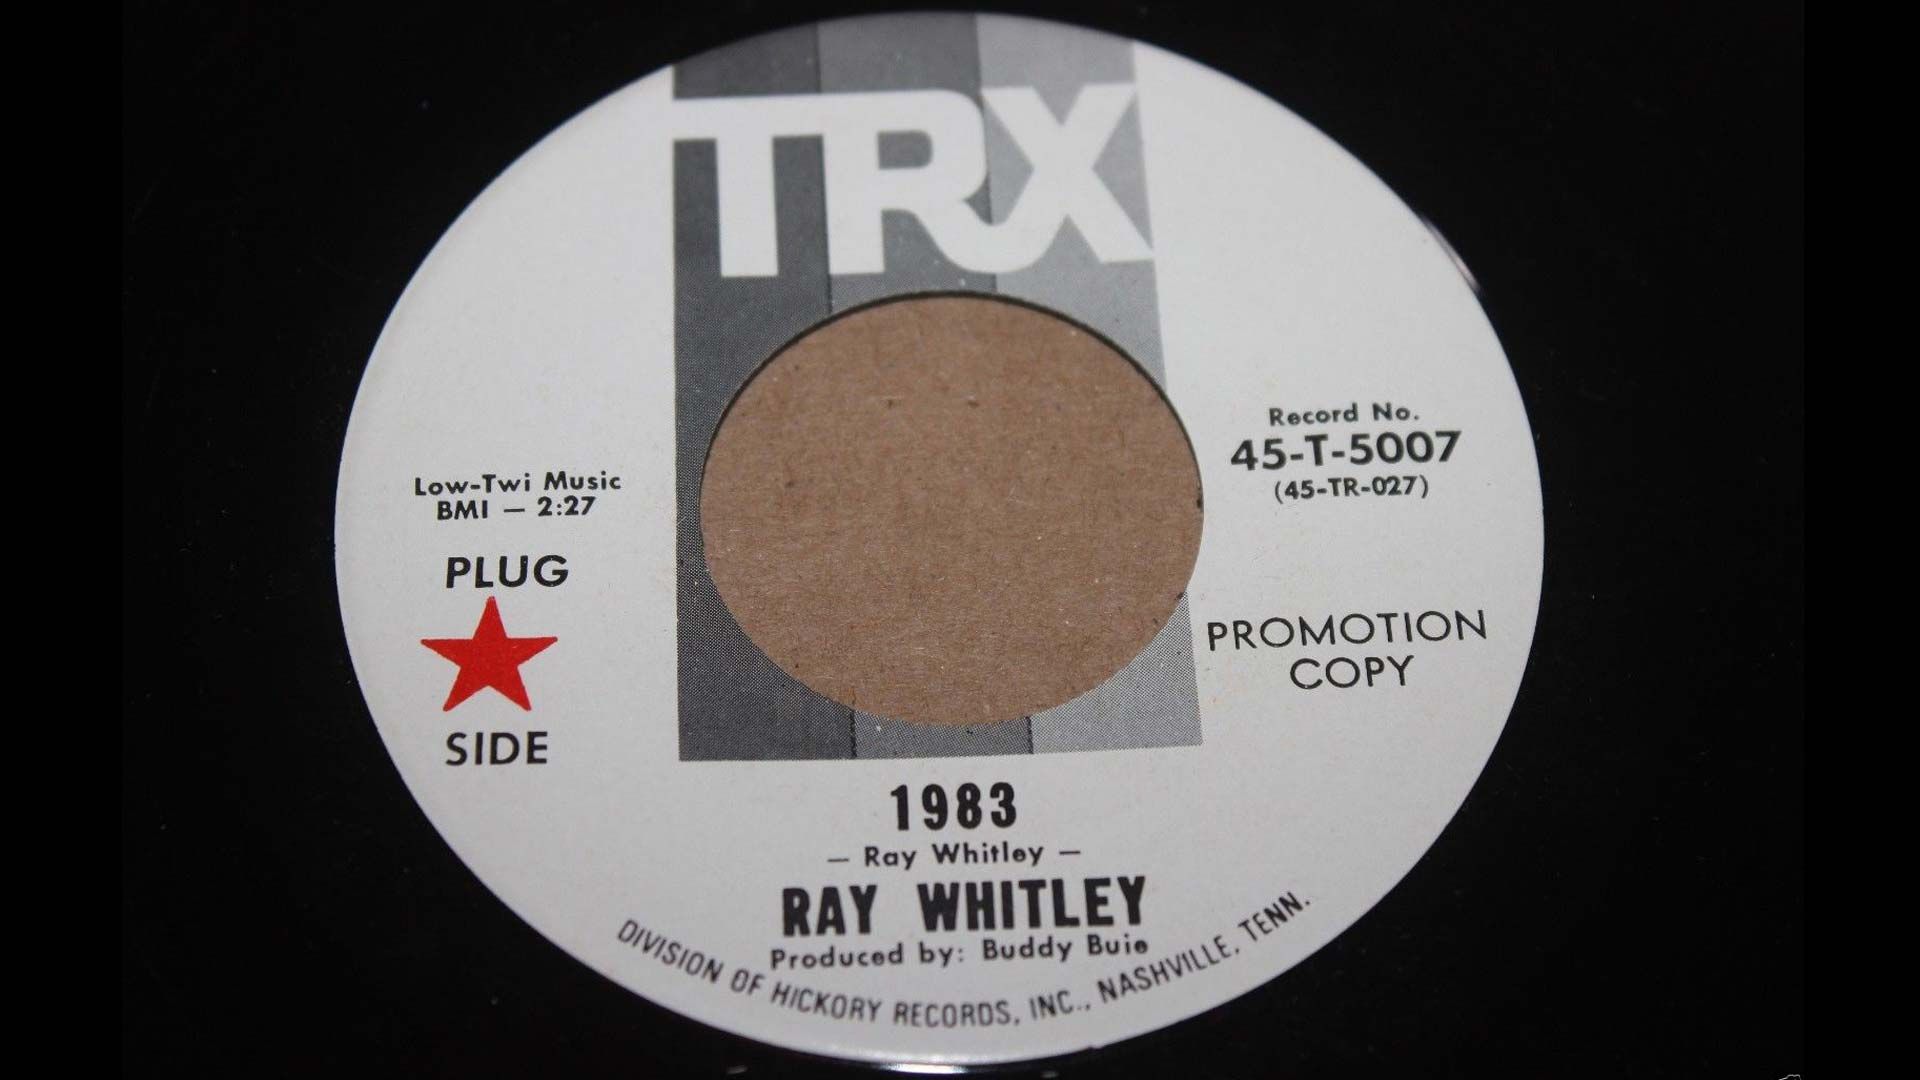 TRX
Record No.
45-T-5007
(45-TR-027)
Low-Twi Music
BMI — 2:27
PLUG
SIDE
PROMOTION
COPY
1983
— Ray Whitley —
RAY WHITLEY
Produced by: Buddy Buie
DIVISION OF HICKORY RECORDS, INC., NASHVILLE, TENN.